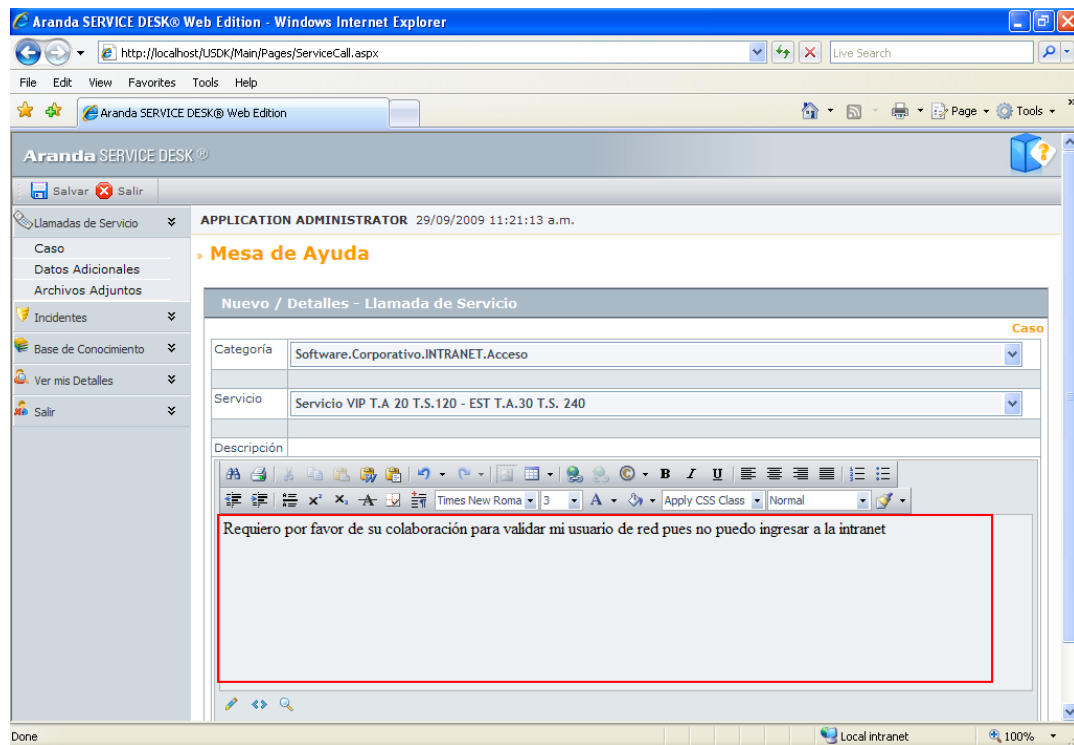 Aranda SERVICE DESK® Web Edition - Windows Internet Explorer
http://localhost/USDK/Main/Pages/ServiceCall.aspx
Live Search
File Edit View Favorites Tools Help
Aranda SERVICE DESK® Web Edition
Page Tools
Aranda SERVICE DESK ®
Salvar Salir
Llamadas de Servicio
Caso
Datos Adicionales
Archivos Adjuntos
Incidentes
Base de Conocimiento
Ver mis Detalles
Salir
APPLICATION ADMINISTRATOR 29/09/2009 11:21:13 a.m.
» Mesa de Ayuda
Nuevo / Detalles - Llamada de Servicio
Caso
Categoría Software.Corporativo.INTRANET.Acceso
Servicio Servicio VIP T.A 20 T.S.120 - EST T.A.30 T.S. 240
Descripción
B I U
Times New Roma 3 A Apply CSS Class Normal
Requiero por favor de su colaboración para validar mi usuario de red pues no puedo ingresar a la intranet
Done Local intranet 100%